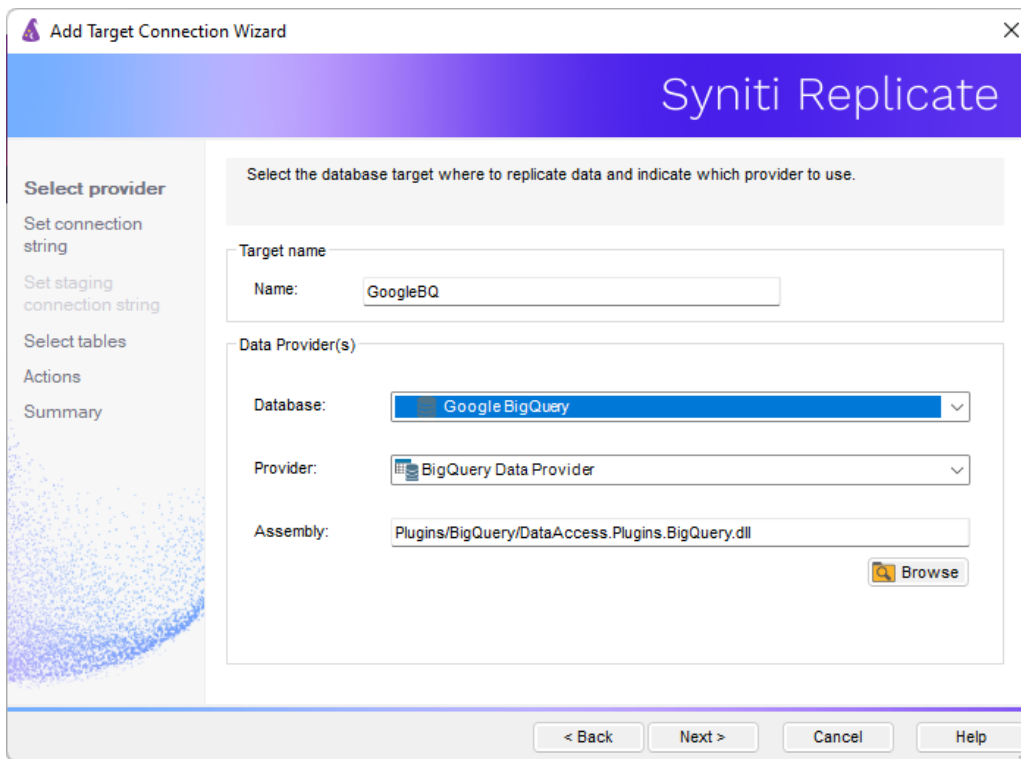 Add Target Connection Wizard
Syniti Replicate
Select provider
Set connection
string
Set staging
connection string
Select tables
Actions
Summary
Select the database target where to replicate data and indicate which provider to use.
Target name
Name:
GoogleBQ
Data Provider(s)
Database:
Google BigQuery
Provider:
BigQuery Data Provider
Assembly:
Plugins/BigQuery/DataAccess.Plugins.BigQuery.dll
Browse
< Back
Next >
Cancel
Help